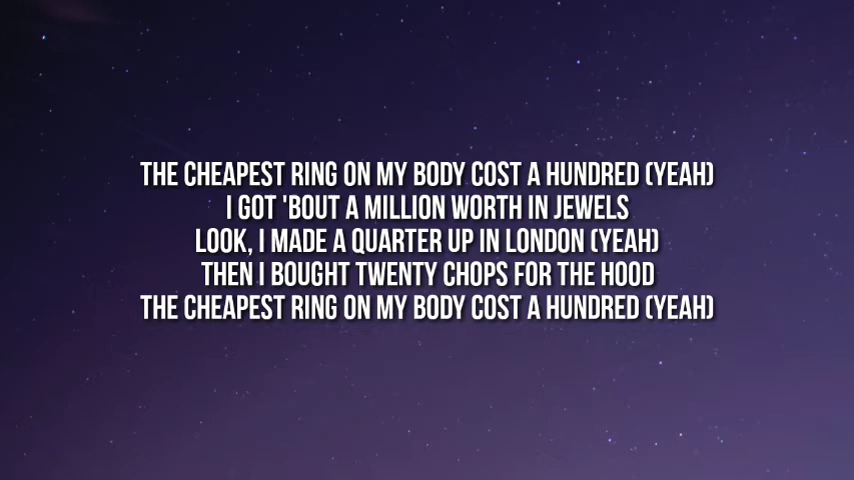 THE CHEAPEST RING ON MY BODY COST A HUNDRED (YEAH)
I GOT 'BOUT A MILLION WORTH IN JEWELS
LOOK, I MADE A QUARTER UP IN LONDON (YEAH)
THEN I BOUGHT TWENTY CHOPS FOR THE HOOD
THE CHEAPEST RING ON MY BODY COST A HUNDRED (YEAH)